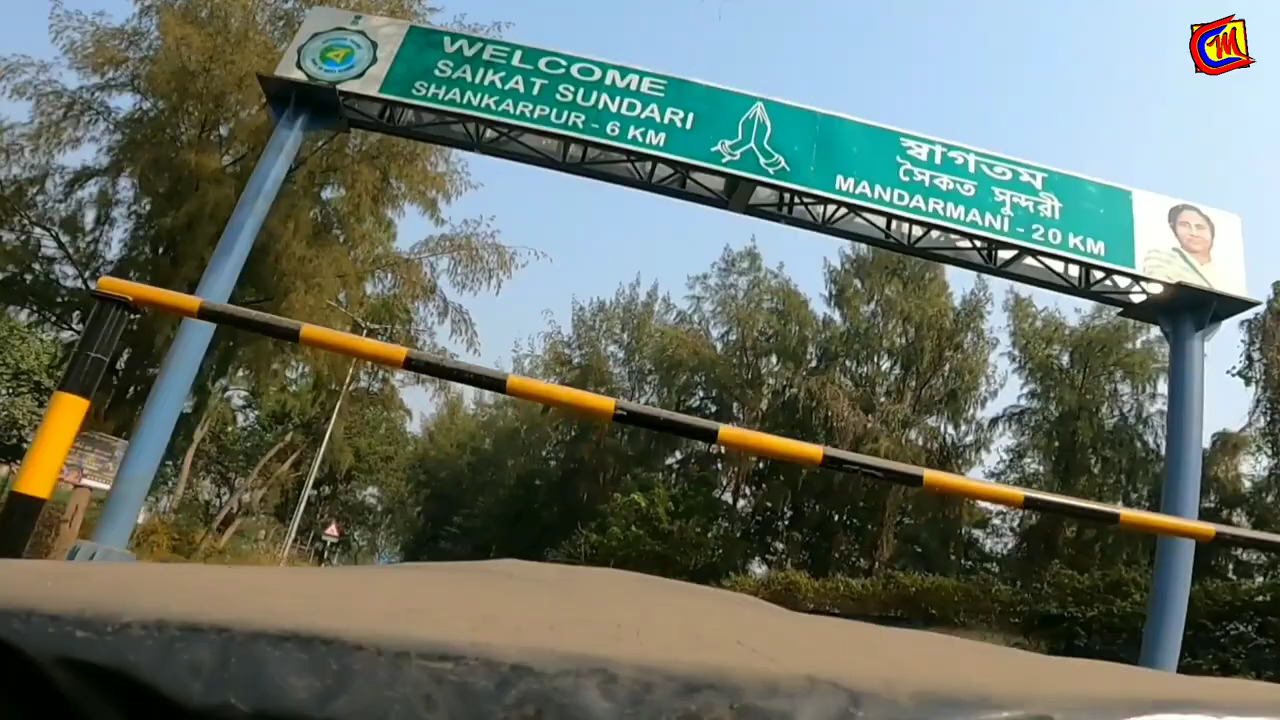 WELCOME
SAIKAT SUNDARI
SHANKARPUR - 6 KM
স্বাগতম
সৈকত সুন্দরী
MANDARMANI - 20 KM